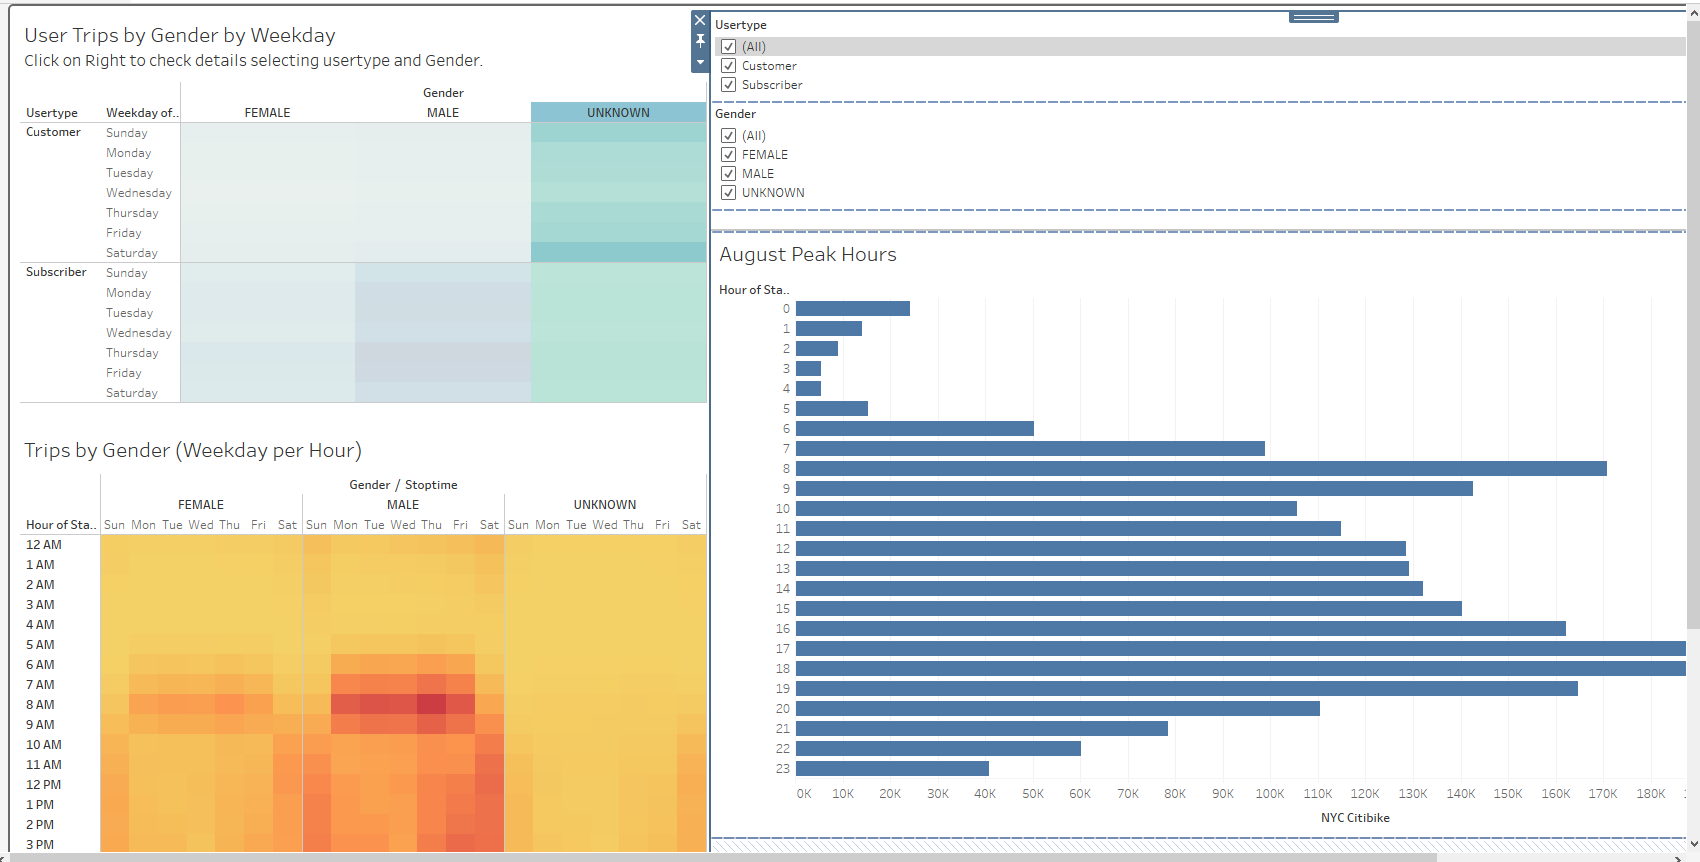 User Trips by Gender by Weekday
Click on Right to check details selecting usertype and Gender.
Gender
Usertype Weekday of.. FEMALE MALE UNKNOWN
Customer Sunday
Monday
Tuesday
Wednesday
Thursday
Friday
Saturday
Subscriber Sunday
Monday
Tuesday
Wednesday
Thursday
Friday
Saturday
Trips by Gender (Weekday per Hour)
Gender / Stoptime
FEMALE MALE UNKNOWN
Hour of Sta.. Sun Mon Tue Wed Thu Fri Sat Sun Mon Tue Wed Thu Fri Sat Sun Mon Tue Wed Thu Fri Sat
12 AM
1 AM
2 AM
3 AM
4 AM
5 AM
6 AM
7 AM
8 AM
9 AM
10 AM
11 AM
12 PM
1 PM
2 PM
3 PM
Usertype
(All)
Customer
Subscriber
Gender
(All)
FEMALE
MALE
UNKNOWN
August Peak Hours
Hour of Sta..
0
1
2
3
4
5
6
7
8
9
10
11
12
13
14
15
16
17
18
19
20
21
22
23
0K 10K 20K 30K 40K 50K 60K 70K 80K 90K 100K 110K 120K 130K 140K 150K 160K 170K 180K
NYC Citibike